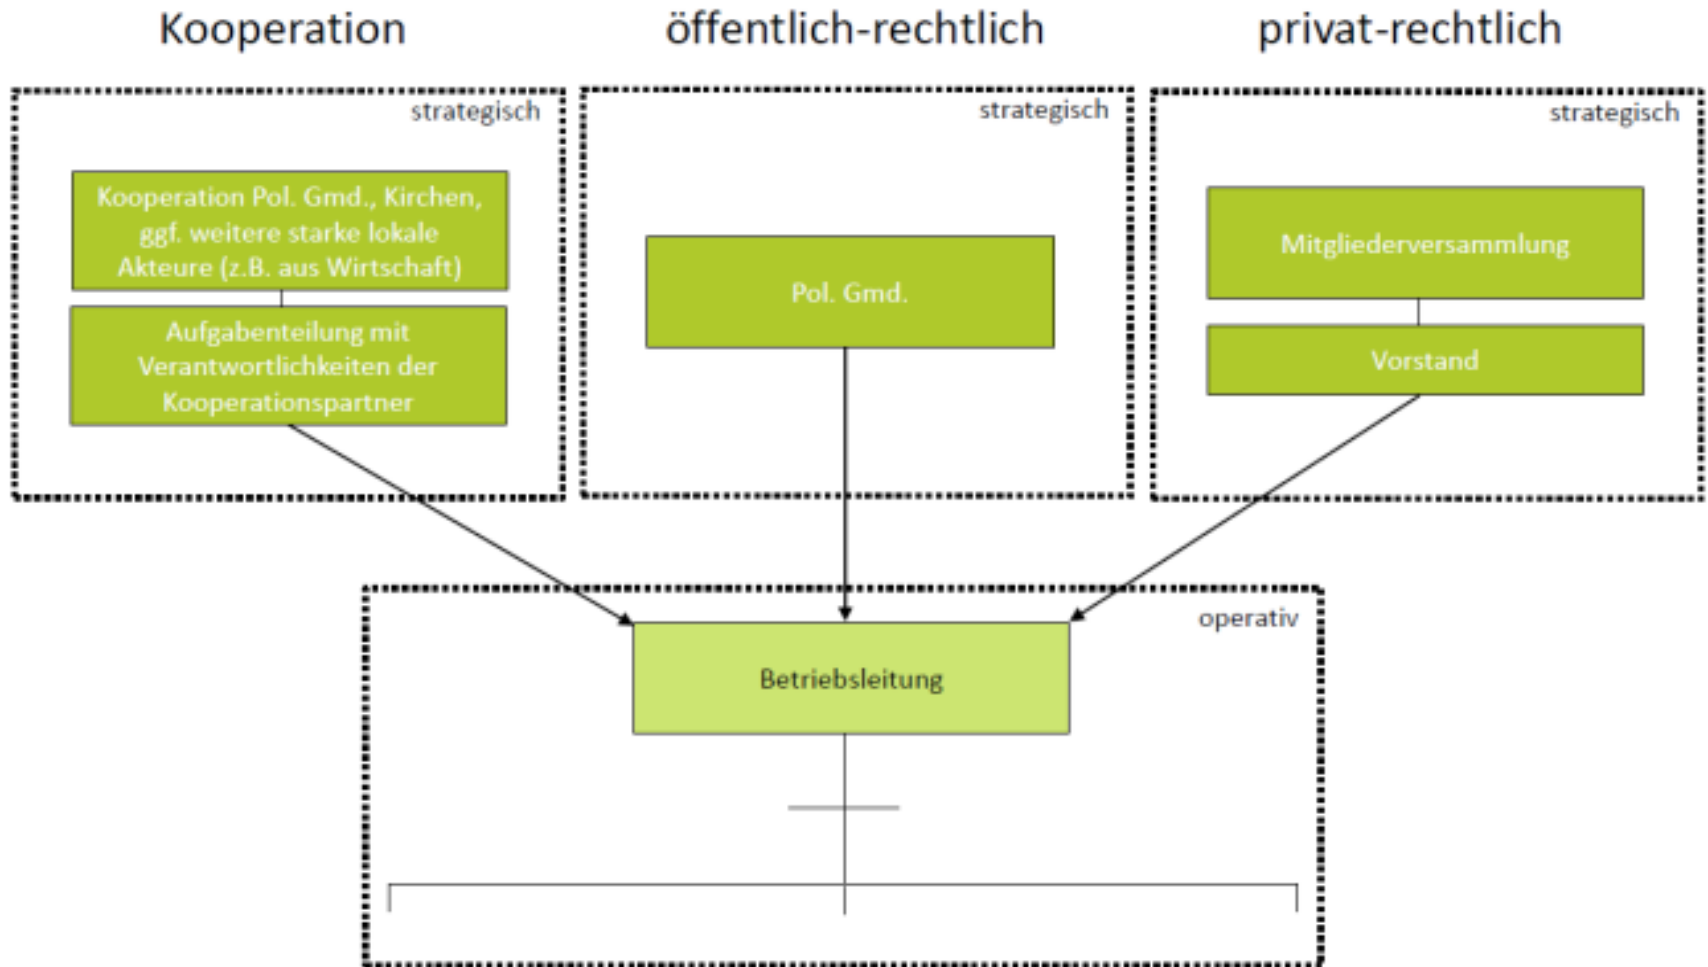 Kooperation
öffentlich-rechtlich
privat-rechtlich
strategisch
Kooperation Pol. Gmd., Kirchen,
ggf. weitere starke lokale
Akteure (z.B. aus Wirtschaft)
Aufgabenteilung mit
Verantwortlichkeiten der
Kooperationspartner
strategisch
Pol. Gmd.
strategisch
Mitgliederversammlung
Vorstand
operativ
Betriebsleitung